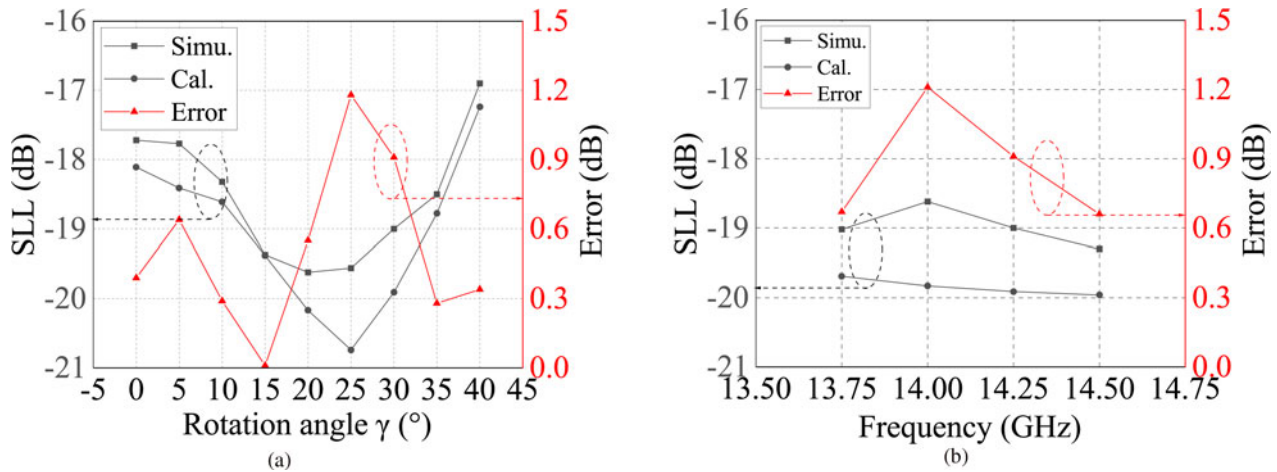 -16
-17
-18
-19
-20
-21
SLL (dB)
Simu.
Cal.
Error
1.5
1.2
0.9
0.6
0.3
0.0
Error (dB)
-5 0 5 10 15 20 25 30 35 40 45
Rotation angle γ (°)
(a)
-16
-17
-18
-19
-20
-21
SLL (dB)
Simu.
Cal.
Error
1.5
1.2
0.9
0.6
0.3
0.0
Error (dB)
13.50 13.75 14.00 14.25 14.50 14.75
Frequency (GHz)
(b)